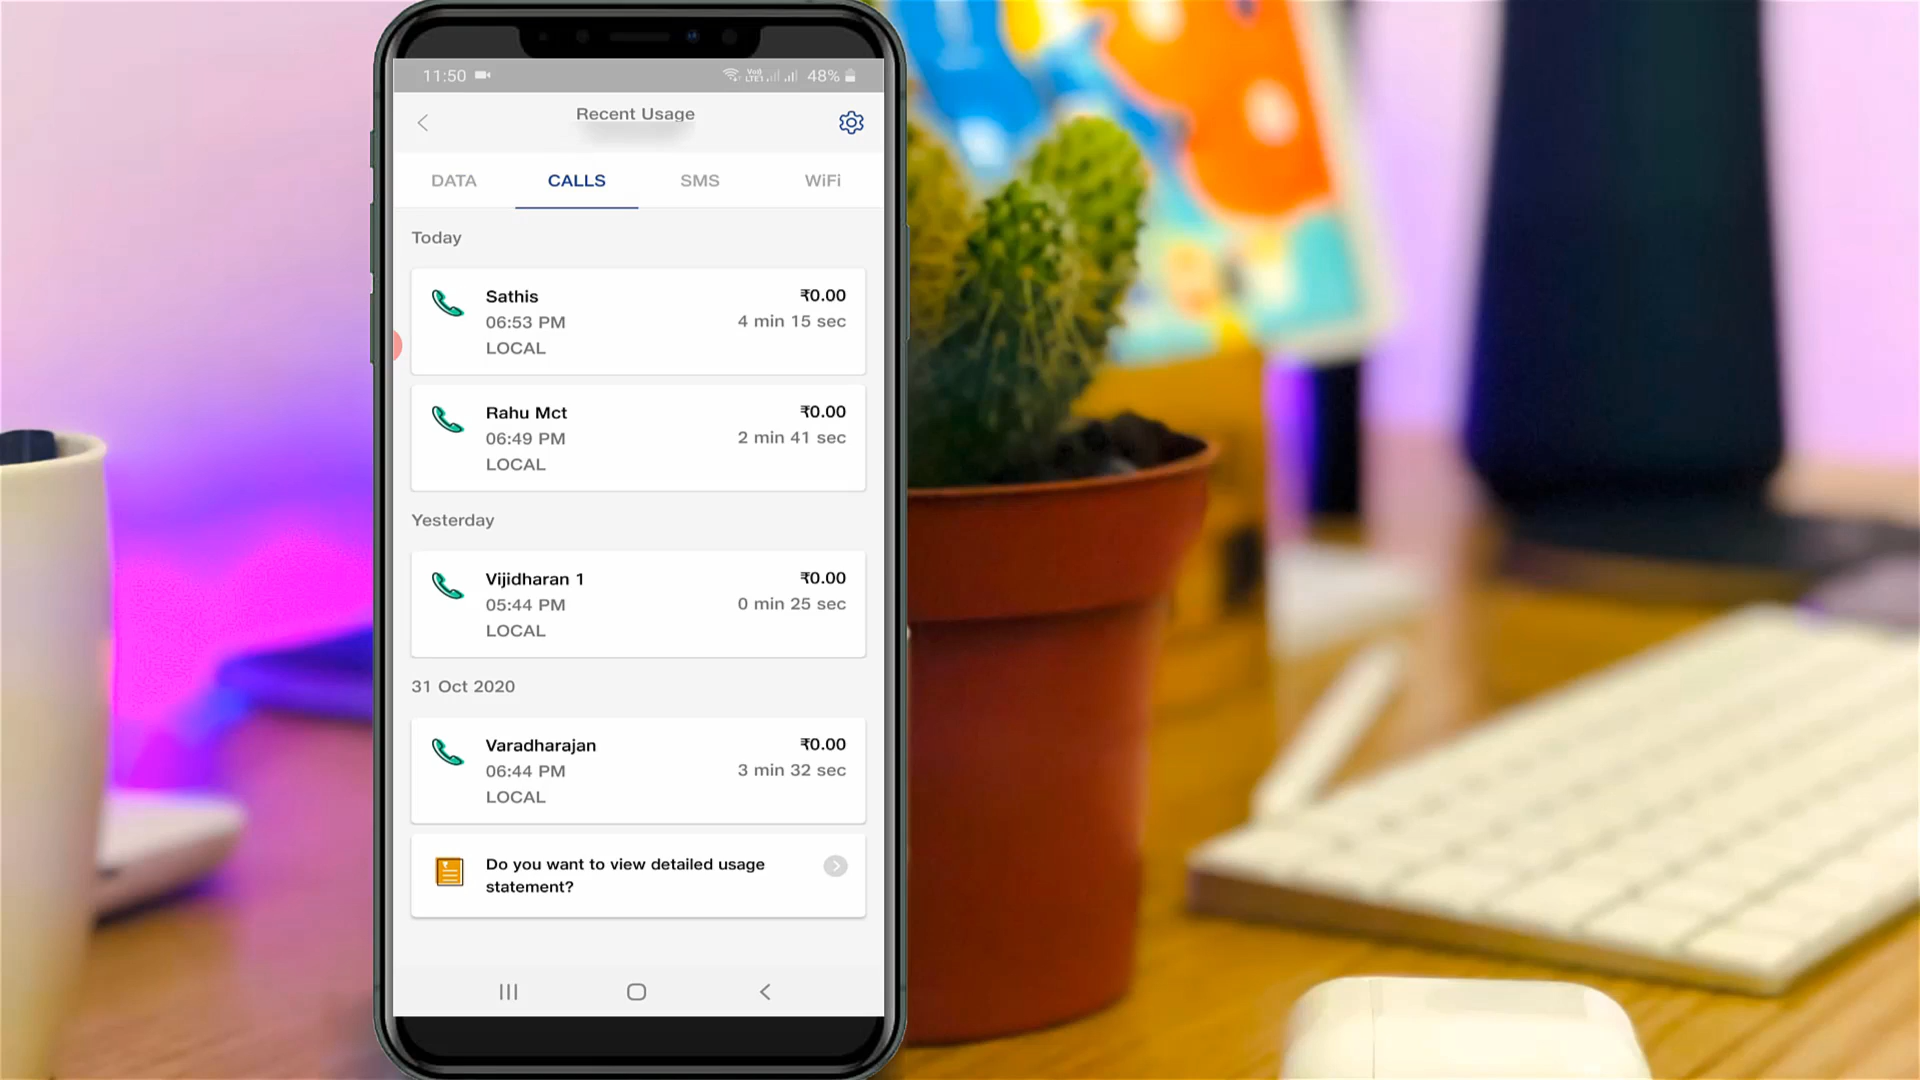 11:50
48%
Recent Usage
DATA CALLS SMS WiFi
Today
Sathis ₹0.00
06:53 PM 4 min 15 sec
LOCAL
Rahu Mct ₹0.00
06:49 PM 2 min 41 sec
LOCAL
Yesterday
Vijidharan 1 ₹0.00
05:44 PM 0 min 25 sec
LOCAL
31 Oct 2020
Varadharajan ₹0.00
06:44 PM 3 min 32 sec
LOCAL
Do you want to view detailed usage
statement?